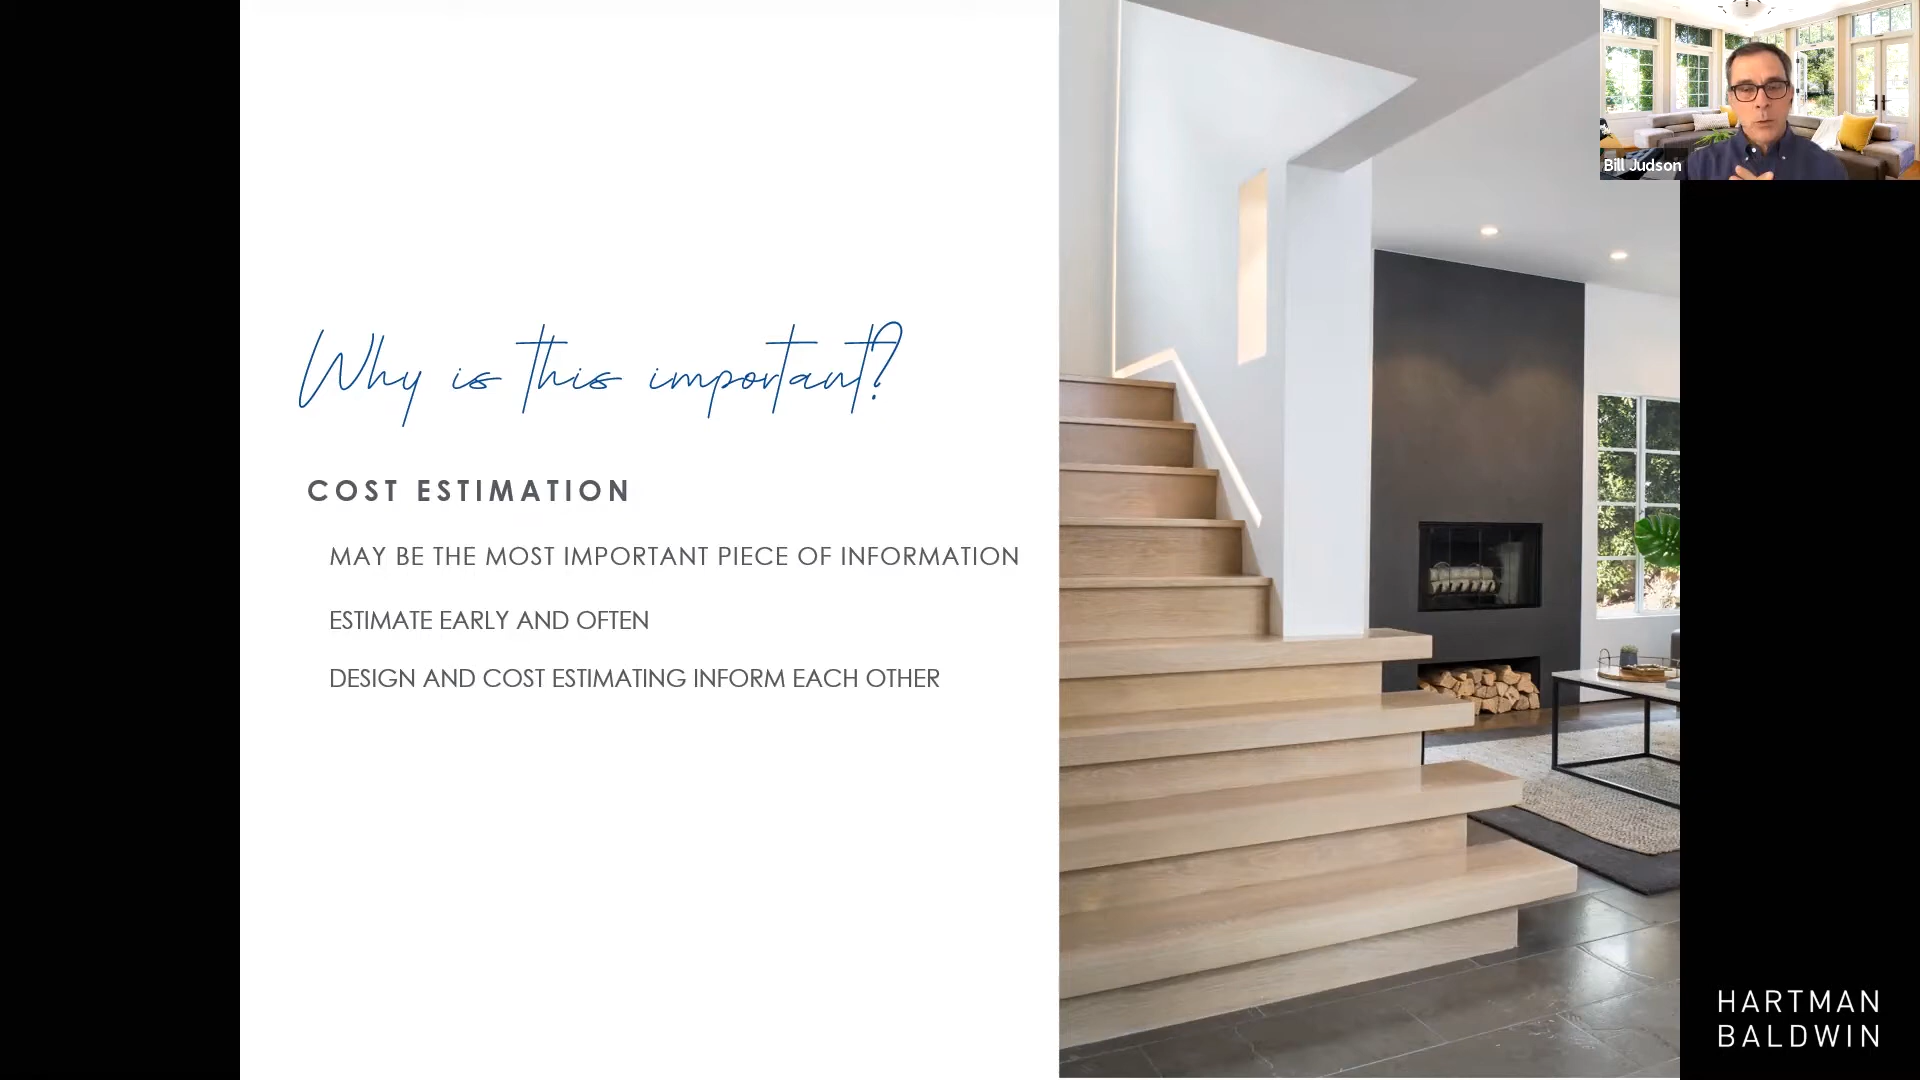 Bill Judson
Why is this important?
COST ESTIMATION
MAY BE THE MOST IMPORTANT PIECE OF INFORMATION
ESTIMATE EARLY AND OFTEN
DESIGN AND COST ESTIMATING INFORM EACH OTHER
HARTMAN
BALDWIN